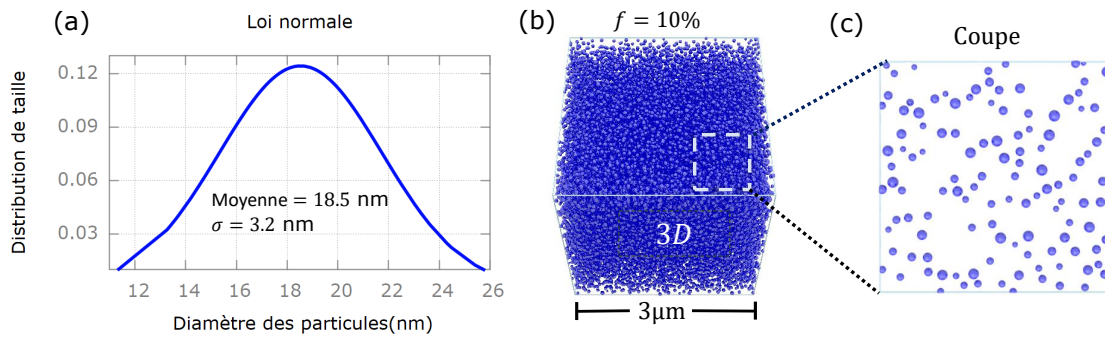 (a)
Loi normale
Distribution de taille
0.12
0.09
0.06
0.03
Moyenne = 18.5 nm
σ = 3.2 nm
12 14 16 18 20 22 24 26
Diamètre des particules(nm)
(b)
f = 10%
3D
3µm
(c)
Coupe